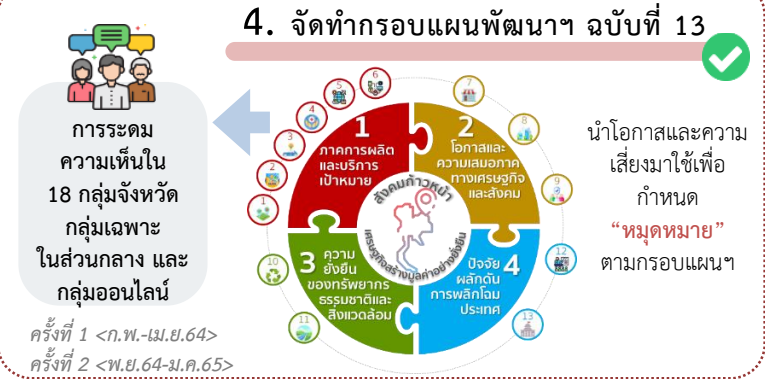 4. จัดทำกรอบแผนพัฒนาฯ ฉบับที่ 13
การระดม
ความเห็นใน
18 กลุ่มจังหวัด
กลุ่มเฉพาะ
ในส่วนกลาง และ
กลุ่มออนไลน์
ครั้งที่ 1 <ก.พ.-เม.ย.64>
ครั้งที่ 2 <พ.ย.64-ม.ค.65>
1
2
3
4
5
6
1
ภาคการผลิต
และบริการ
เป้าหมาย
7
8
9
2
โอกาสและ
ความเสมอภาค
ทางเศรษฐกิจ
และสังคม
สังคมก้าวหน้า
เศรษฐกิจสร้างมูลค่าอย่างยั่งยืน
10
11
3
ความ
ยั่งยืน
ของทรัพยากร
ธรรมชาติและ
สิ่งแวดล้อม
12
13
4
ปัจจัย
ผลักดัน
การพลิกโฉม
ประเทศ
นำโอกาสและความ
เสี่ยงมาใช้เพื่อ
กำหนด
“หมุดหมาย”
ตามกรอบแผนฯ